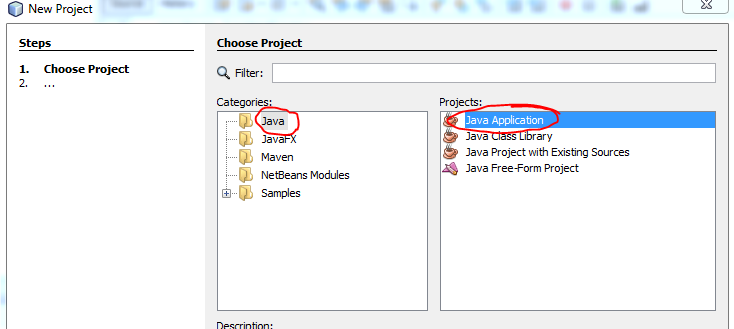 New Project
Steps
1. Choose Project
2. ...
Choose Project
Filter:
Categories:
Java
JavaFX
Maven
NetBeans Modules
Samples
Projects:
Java Application
Java Class Library
Java Project with Existing Sources
Java Free-Form Project
Description: